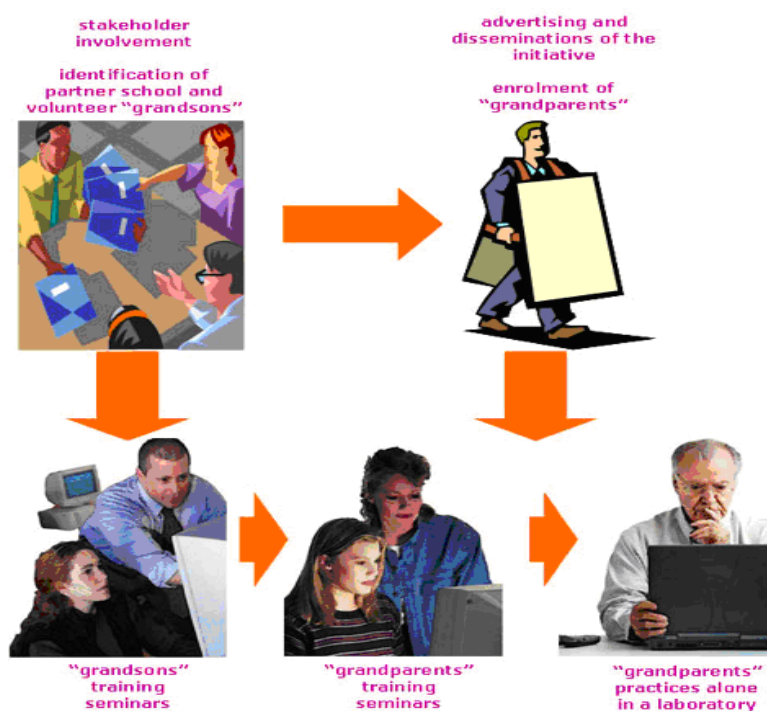 stakeholder
involvement
identification of
partner school and
volunteer “grandsons”
advertising and
disseminations of the
initiative
enrolment of
“grandparents”
“grandsons”
training
seminars
“grandparents”
training
seminars
“grandparents”
practices alone
in a laboratory